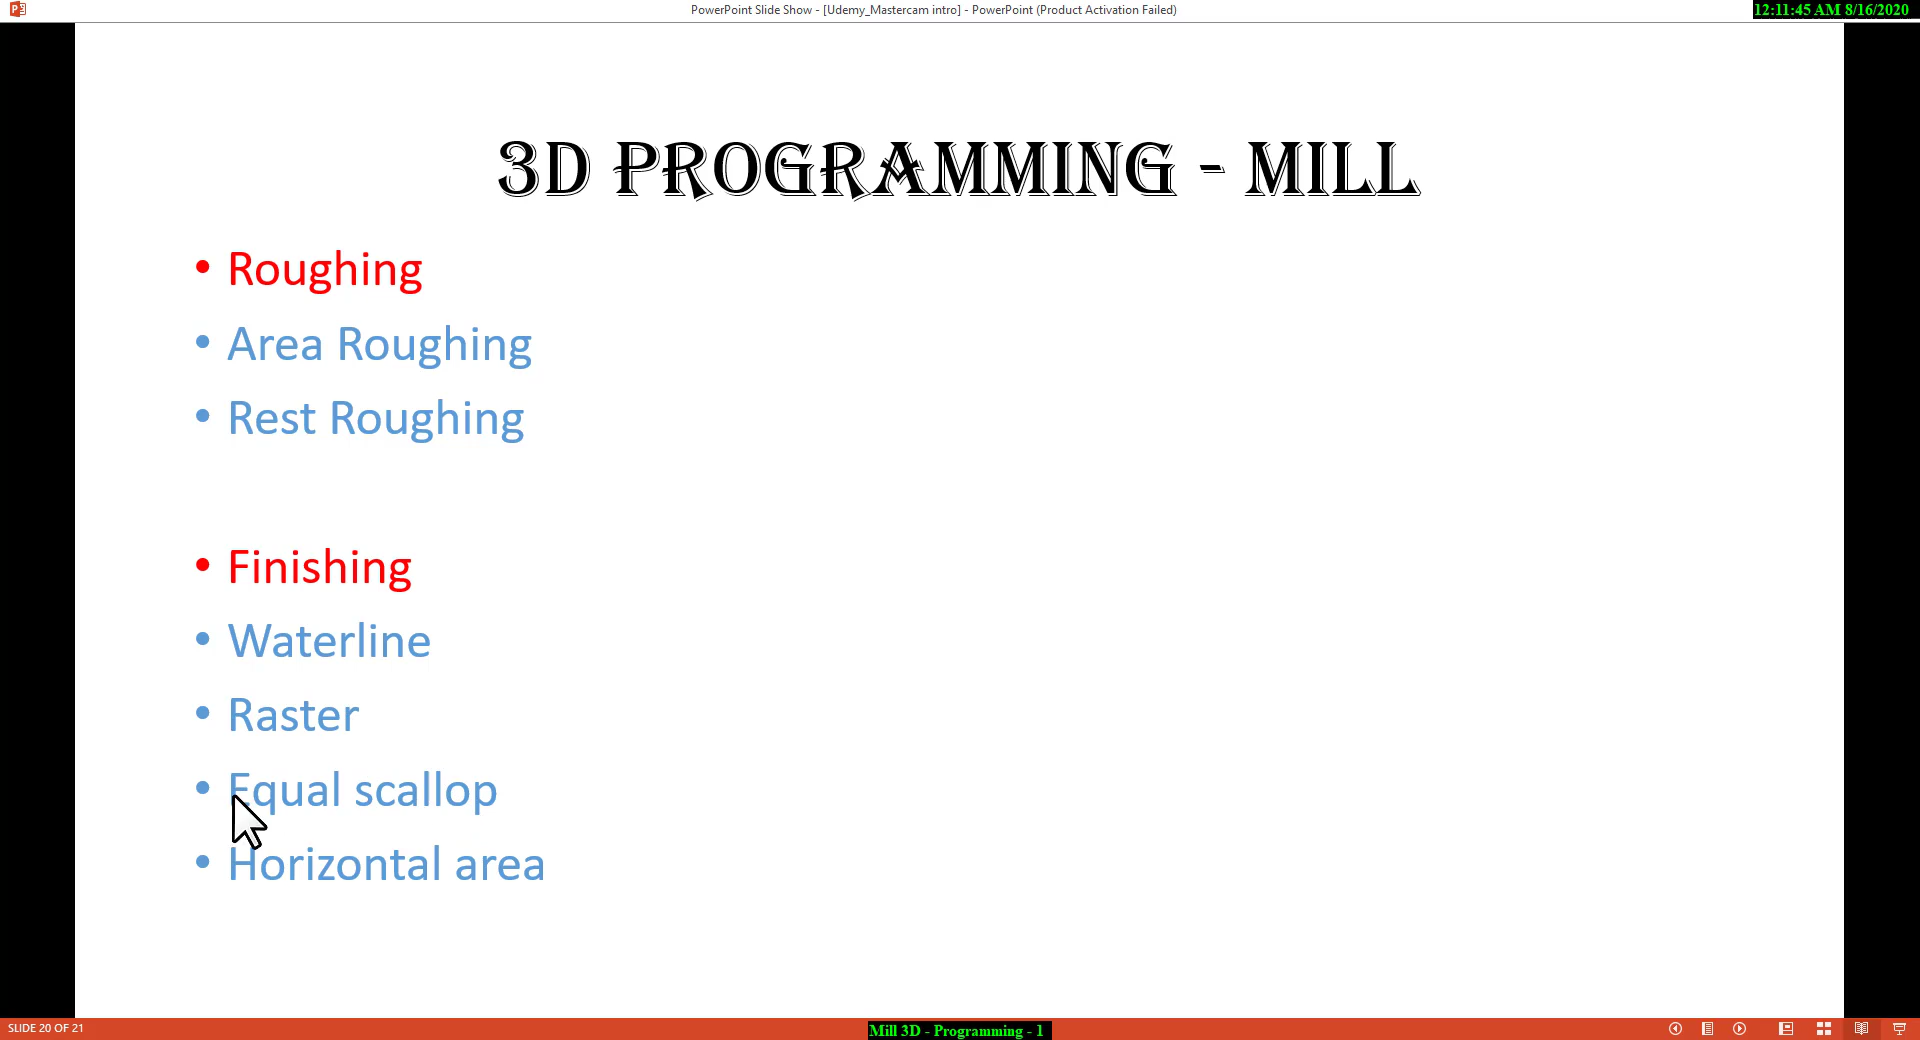 PowerPoint Slide Show - [Udemy_Mastercam intro] - PowerPoint (Product Activation Failed)
12:11:45 AM 8/16/2020
3D PROGRAMMING - MILL
• Roughing
• Area Roughing
• Rest Roughing
• Finishing
• Waterline
• Raster
• Equal scallop
• Horizontal area
SLIDE 20 OF 21
Mill 3D - Programming - 1